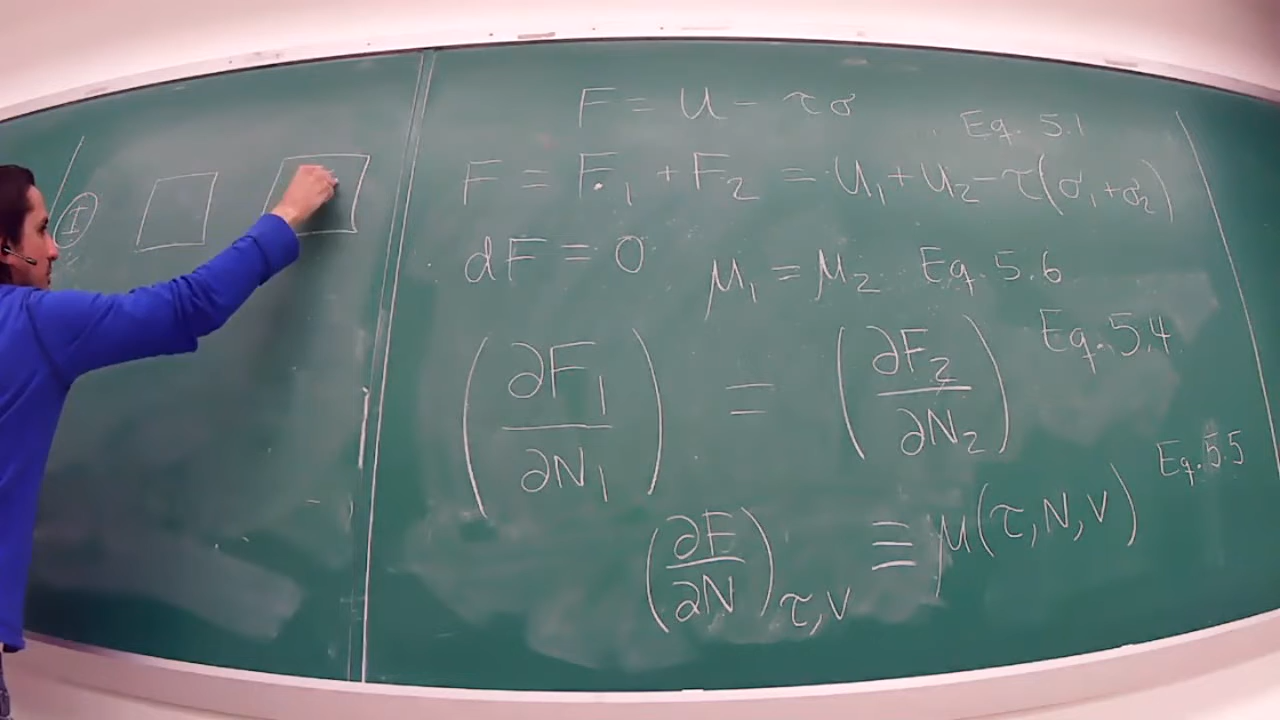 I
F = U - τσ
Eq. 5.1
F = F₁ + F₂ = U₁ + U₂ - τ(σ₁ + σ₂)
dF = 0 μ₁ = μ₂ Eq. 5.6
(∂F₁/∂N₁) = (∂F₂/∂N₂) Eq. 5.4
(∂F/∂N)τ,V ≡ μ(τ, N, V) Eq. 5.5